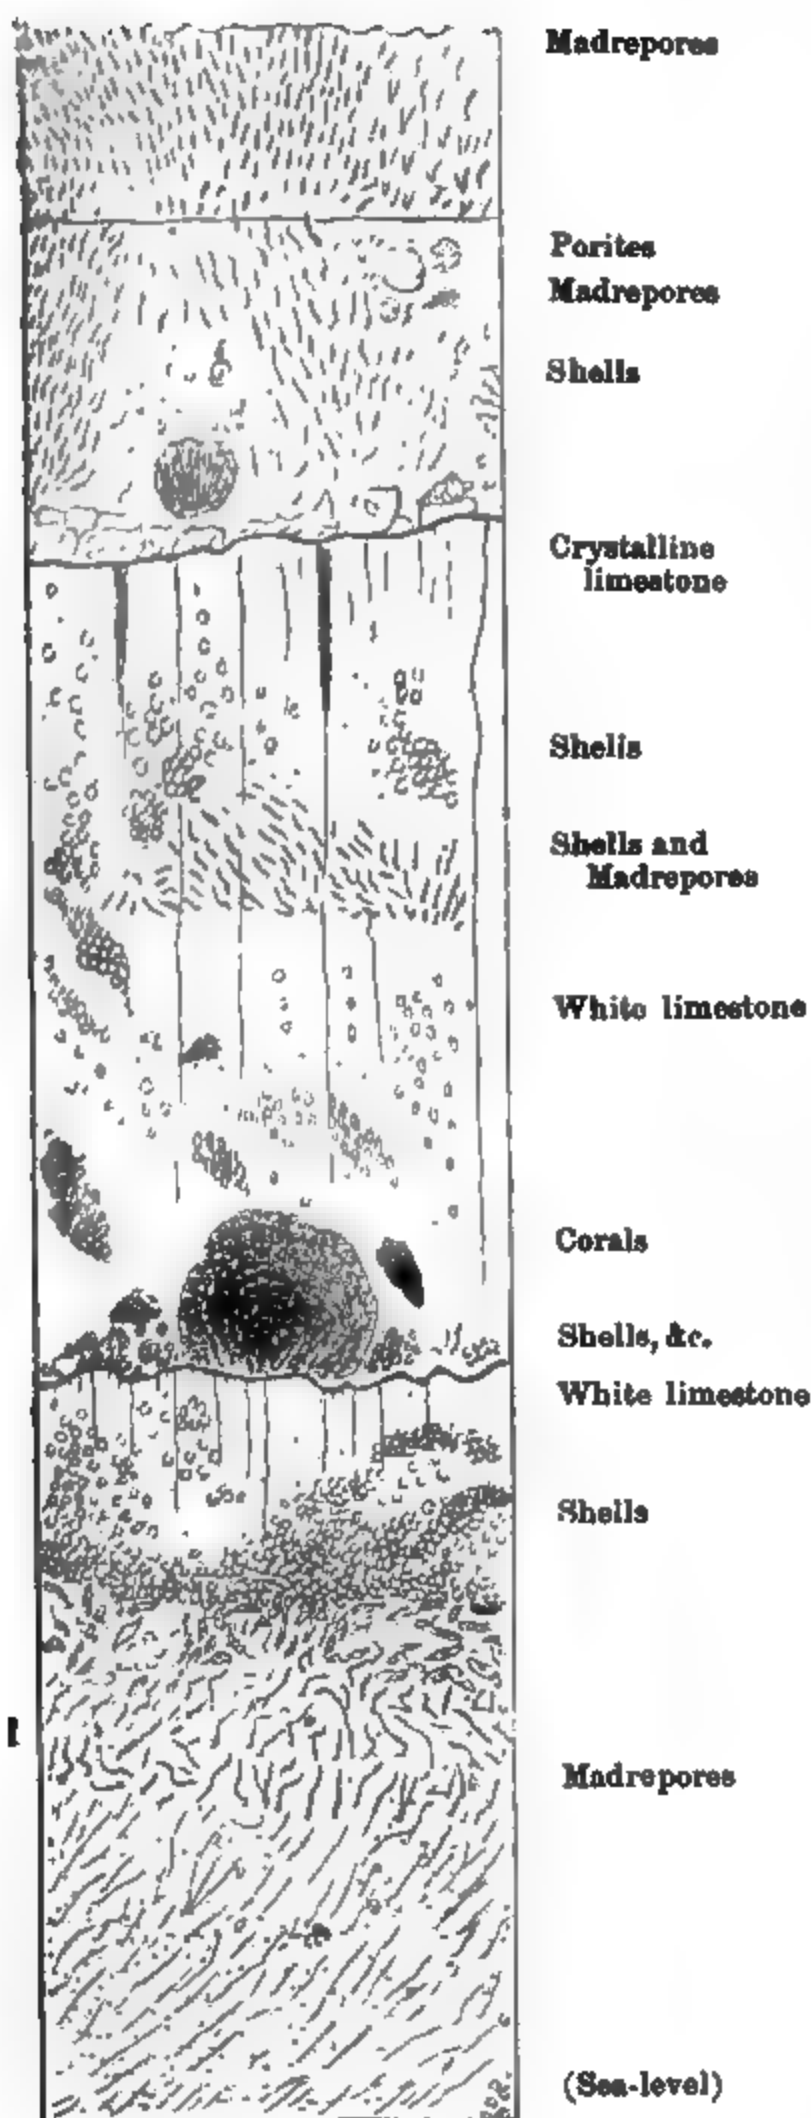 Madrepores
Porites
Madrepores
Shells
Crystalline
limestone
Shells
Shells and
Madrepores
White limestone
Corals
Shells, &c.
White limestone
Shells
Madrepores
(Sea-level)